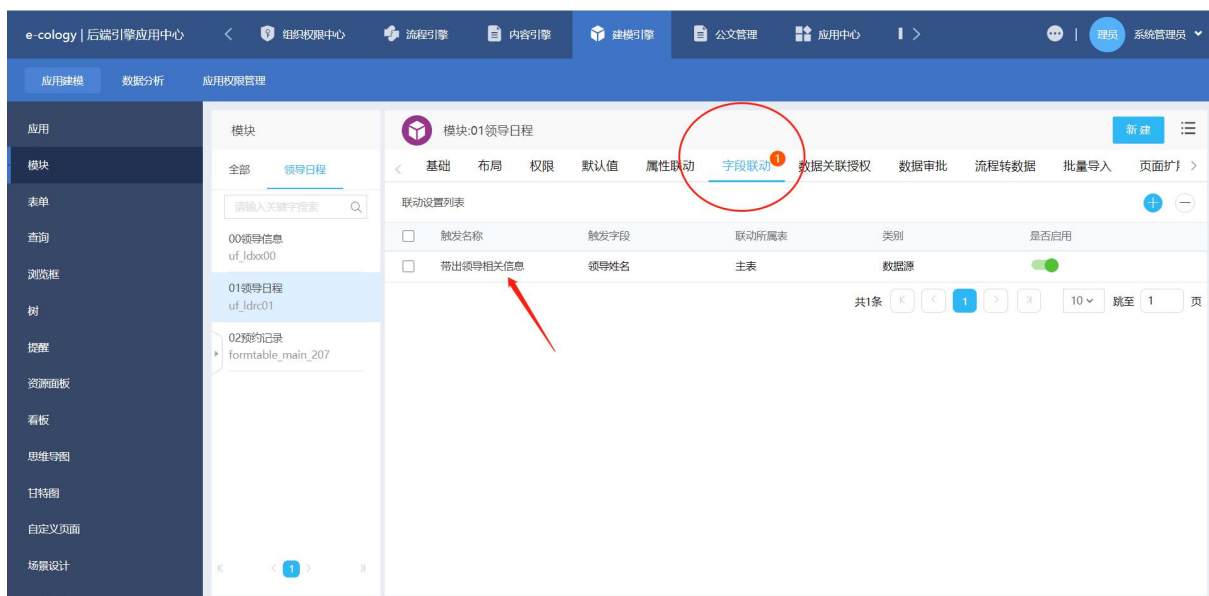 e-cology | 后端引擎应用中心 组织权限中心 流程引擎 内容引擎 建模引擎 公文管理 应用中心 理员 系统管理员
应用建模 数据分析 应用权限管理
应用
模块
表单
查询
浏览框
树
提醒
资源面板
看板
思维导图
甘特图
自定义页面
场景设计
模块
全部 领导日程
请输入关键字搜索
00领导信息
uf_ldxx00
01领导日程
uf_ldrc01
02预约记录
formtable_main_207
1
模块:01领导日程 新建
基础 布局 权限 默认值 属性联动 字段联动 1 数据关联授权 数据审批 流程转数据 批量导入 页面扩
联动设置列表
触发名称 触发字段 联动所属表 类别 是否启用
带出领导相关信息 领导姓名 主表 数据源
共1条 1 10 跳至 1 页